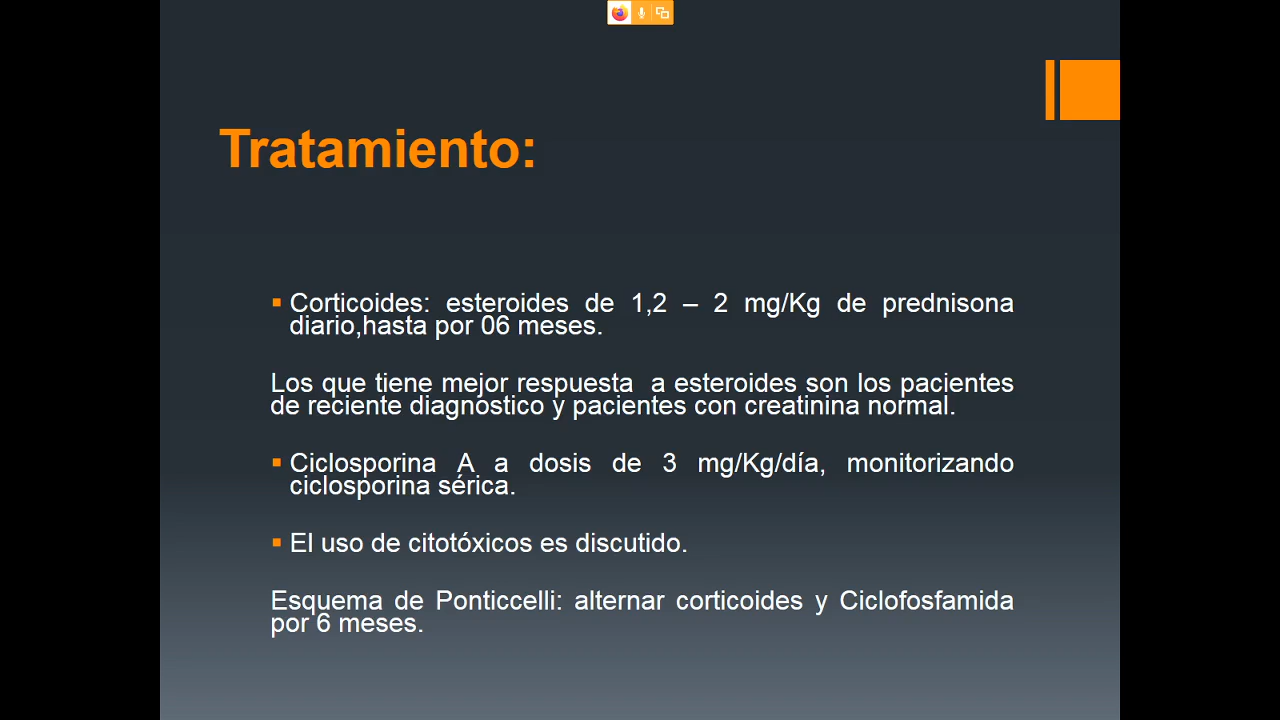 Tratamiento:
Corticoides: esteroides de 1,2 – 2 mg/Kg de prednisona
diario,hasta por 06 meses.
Los que tiene mejor respuesta a esteroides son los pacientes
de reciente diagnóstico y pacientes con creatinina normal.
Ciclosporina A a dosis de 3 mg/Kg/día, monitorizando
ciclosporina sérica.
El uso de citotóxicos es discutido.
Esquema de Ponticcelli: alternar corticoides y Ciclofosfamida
por 6 meses.